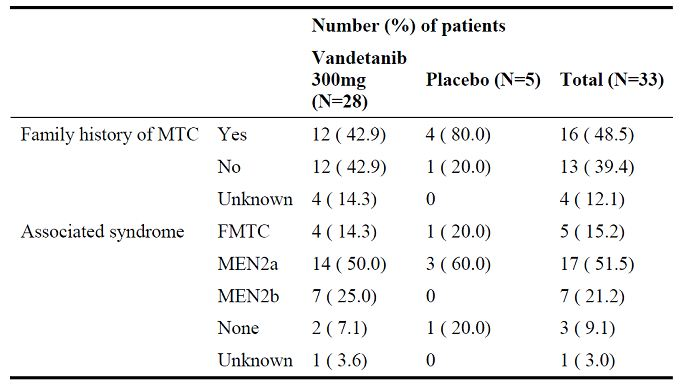 Number (%) of patients
Vandetanib
300mg
(N=28)
Placebo (N=5)
Total (N=33)
Family history of MTC Yes 12 ( 42.9) 4 ( 80.0) 16 ( 48.5)
No 12 ( 42.9) 1 ( 20.0) 13 ( 39.4)
Unknown 4 ( 14.3) 0 4 ( 12.1)
Associated syndrome FMTC 4 ( 14.3) 1 ( 20.0) 5 ( 15.2)
MEN2a 14 ( 50.0) 3 ( 60.0) 17 ( 51.5)
MEN2b 7 ( 25.0) 0 7 ( 21.2)
None 2 ( 7.1) 1 ( 20.0) 3 ( 9.1)
Unknown 1 ( 3.6) 0 1 ( 3.0)